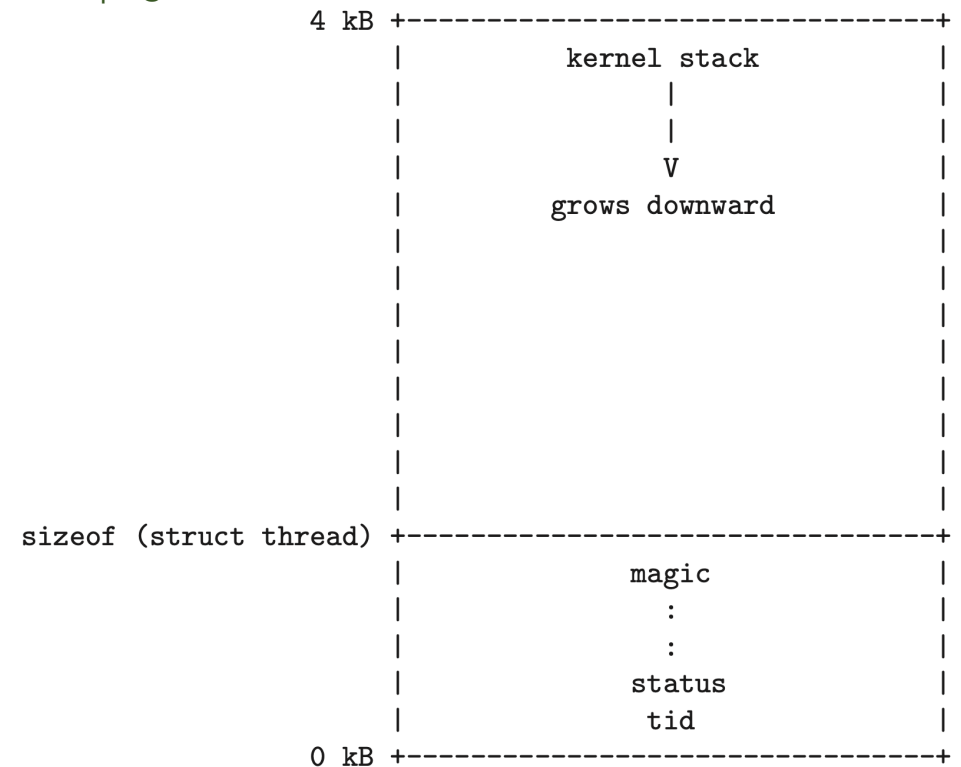 4 kB +---------------------------------+
| kernel stack |
| | |
| | |
| V |
| grows downward |
| |
| |
| |
| |
| |
| |
| |
| |
sizeof (struct thread) +---------------------------------+
| magic |
| : |
| : |
| status |
| tid |
0 kB +---------------------------------+